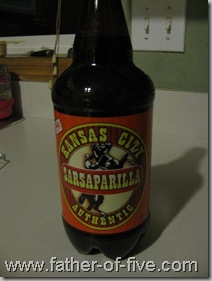 KANSAS CITY
SARSAPARILLA
AUTHENTIC
www.father-of-five.com